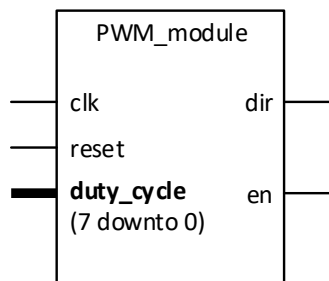 PWM_module
clk dir
reset
duty_cycle en
(7 downto 0)